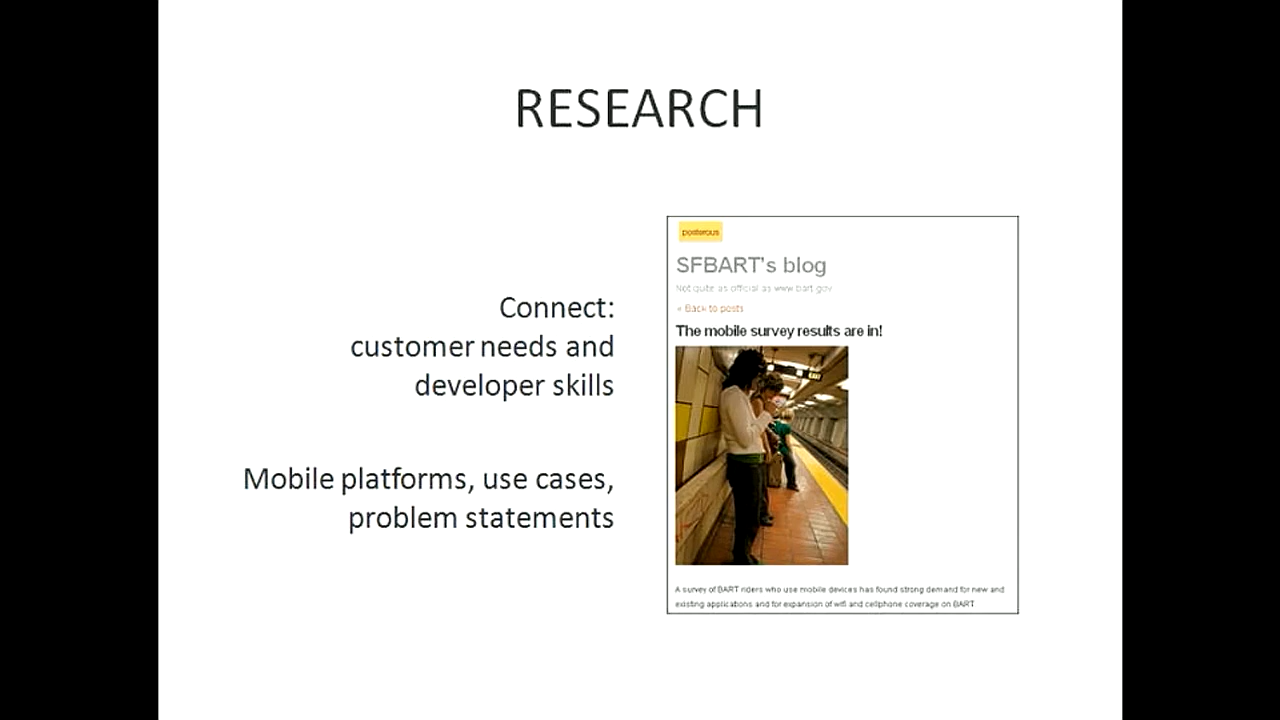 RESEARCH
Connect:
customer needs and
developer skills
Mobile platforms, use cases,
problem statements
posterous
SFBART's blog
Not quite as official as www.bart.gov
« Back to posts
The mobile survey results are in!
A survey of BART riders who use mobile devices has found strong demand for new and
existing applications and for expansion of wifi and cellphone coverage on BART